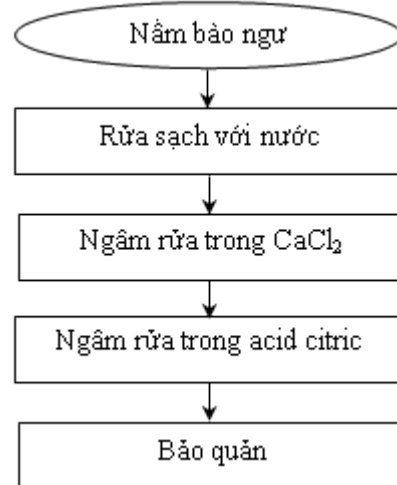 Nấm bào ngư
Rửa sạch với nước
Ngâm rửa trong CaCl₂
Ngâm rửa trong acid citric
Bảo quản